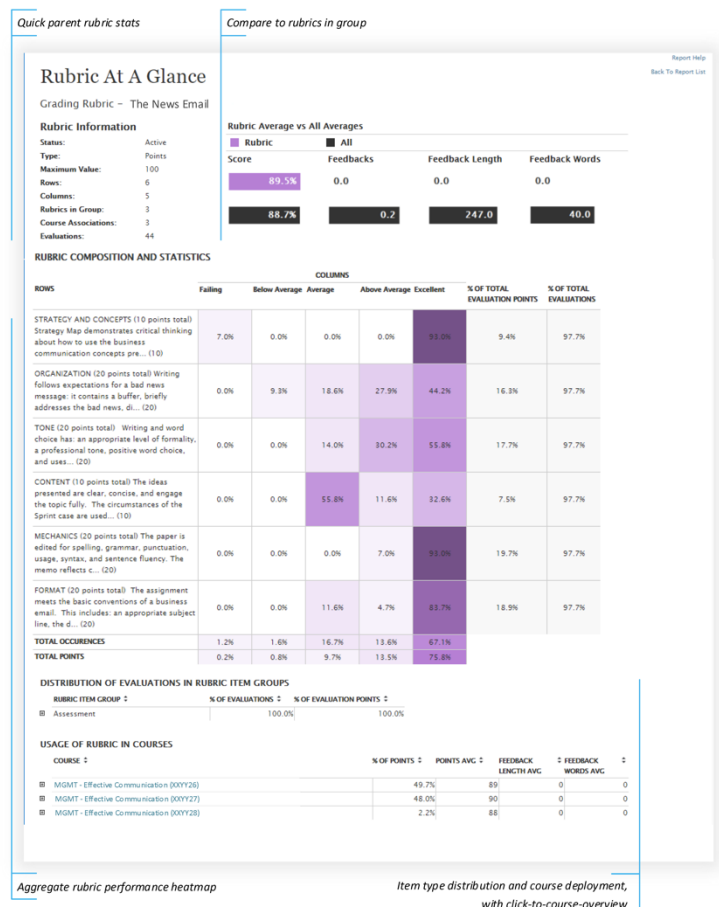 Quick parent rubric stats
Compare to rubrics in group
Report Help
Back To Report List
Rubric At A Glance
Grading Rubric – The News Email
Rubric Information
Status: Active
Type: Points
Maximum Value: 100
Rows: 6
Columns: 5
Rubrics in Group: 3
Course Associations: 3
Evaluations: 44
Rubric Average vs All Averages
Rubric All
Score Feedbacks Feedback Length Feedback Words
89.5% 0.0 0.0 0.0
88.7% 0.2 247.0 40.0
RUBRIC COMPOSITION AND STATISTICS
COLUMNS
ROWS Failing Below Average Average Above Average Excellent % OF TOTAL EVALUATION POINTS % OF TOTAL EVALUATIONS
STRATEGY AND CONCEPTS (10 points total)
Strategy Map demonstrates critical thinking
about how to use the business
communication concepts pre... (10)
7.0% 0.0% 0.0% 0.0% 93.0% 9.4% 97.7%
ORGANIZATION (20 points total) Writing
follows expectations for a bad news
message: it contains a buffer, briefly
addresses the bad news, di... (20)
0.0% 9.3% 18.6% 27.9% 44.2% 16.3% 97.7%
TONE (20 points total) Writing and word
choice has: an appropriate level of formality,
a professional tone, positive word choice,
and uses... (20)
0.0% 0.0% 14.0% 30.2% 55.8% 17.7% 97.7%
CONTENT (10 points total) The ideas
presented are clear, concise, and engage
the topic fully. The circumstances of the
Sprint case are used... (10)
0.0% 0.0% 55.8% 11.6% 32.6% 7.5% 97.7%
MECHANICS (20 points total) The paper is
edited for spelling, grammar, punctuation,
usage, syntax, and sentence fluency. The
memo reflects c... (20)
0.0% 0.0% 0.0% 7.0% 93.0% 19.7% 97.7%
FORMAT (20 points total) The assignment
meets the basic conventions of a business
email. This includes: an appropriate subject
line, the d... (20)
0.0% 0.0% 11.6% 4.7% 83.7% 18.9% 97.7%
TOTAL OCCURENCES 1.2% 1.6% 16.7% 13.6% 67.1%
TOTAL POINTS 0.2% 0.8% 9.7% 13.5% 75.8%
DISTRIBUTION OF EVALUATIONS IN RUBRIC ITEM GROUPS
RUBRIC ITEM GROUP % OF EVALUATIONS % OF EVALUATION POINTS
Assessment 100.0% 100.0%
USAGE OF RUBRIC IN COURSES
COURSE % OF POINTS POINTS AVG FEEDBACK LENGTH AVG FEEDBACK WORDS AVG
MGMT - Effective Communication (XXYY26) 49.7% 89 0 0
MGMT - Effective Communication (XXYY27) 48.0% 90 0 0
MGMT - Effective Communication (XXYY28) 2.2% 88 0 0
Aggregate rubric performance heatmap
Item type distribution and course deployment,
with click-to-course-overview